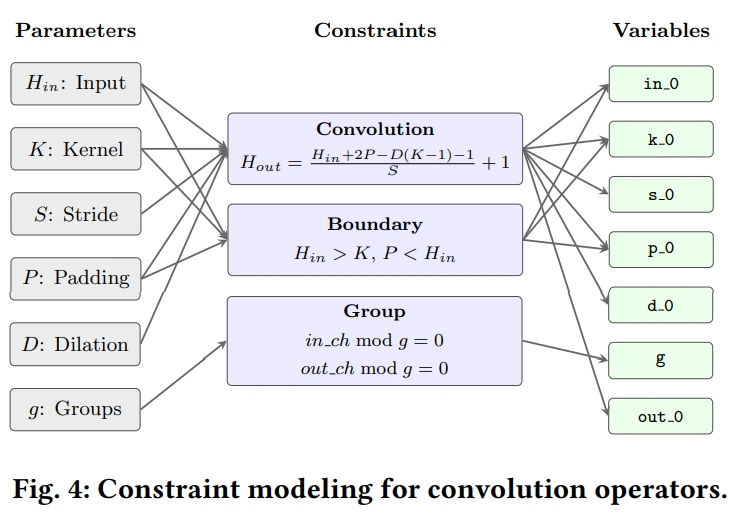 Parameters
Constraints
Variables
H_in: Input
K: Kernel
S: Stride
P: Padding
D: Dilation
g: Groups
Convolution
H_out = (H_in+2P−D(K−1)−1)/S + 1
Boundary
H_in > K, P < H_in
Group
in_ch mod g = 0
out_ch mod g = 0
in_0
k_0
s_0
p_0
d_0
g
out_0
Fig. 4: Constraint modeling for convolution operators.